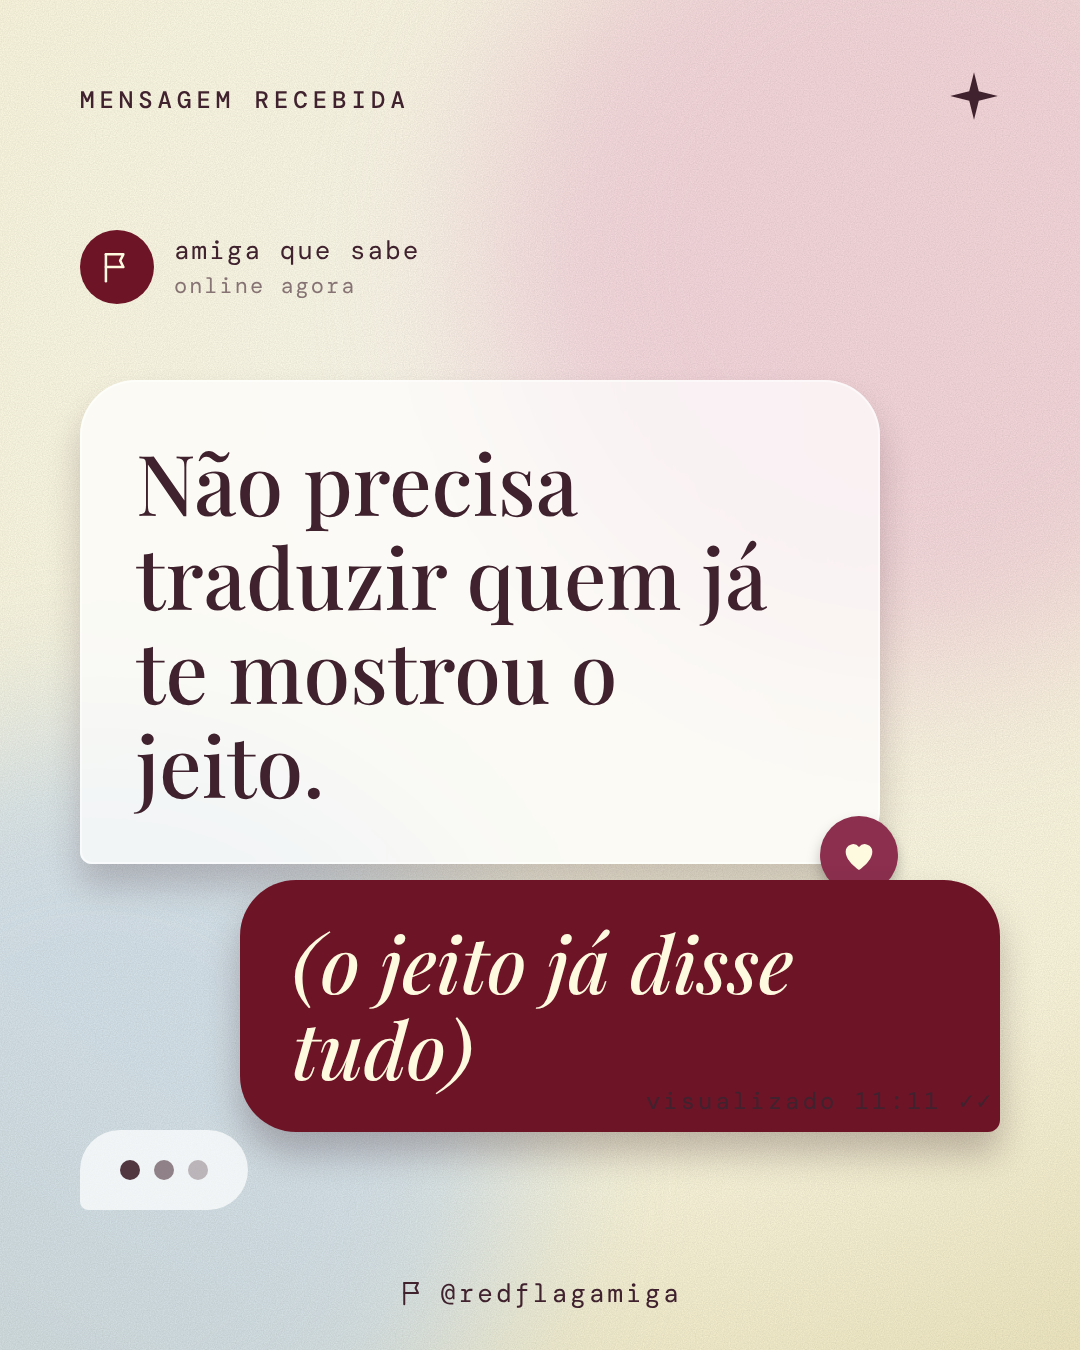 MENSAGEM RECEBIDA
amiga que sabe
online agora
Não precisa
traduzir quem já
te mostrou o
jeito.
(o jeito já disse
tudo)
visualizado 11:11 ✓✓
@redflagamiga